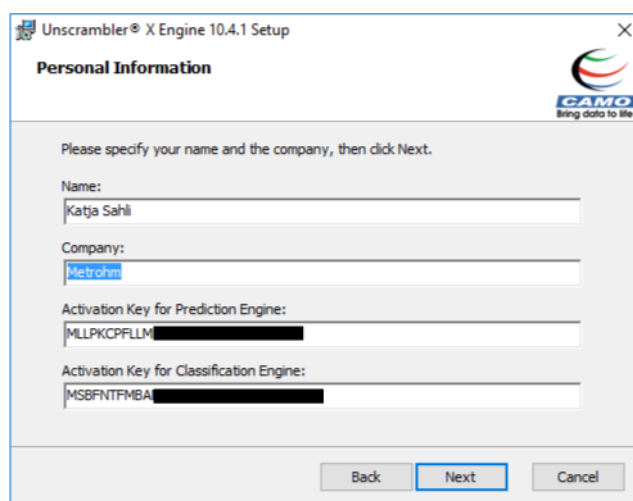 Unscrambler® X Engine 10.4.1 Setup
Personal Information
CAMO
Bring data to life
Please specify your name and the company, then click Next.
Name:
Katja Sahli
Company:
Metrohm
Activation Key for Prediction Engine:
MLLPKCPFLLM
Activation Key for Classification Engine:
MSBFNTFMBA
Back Next Cancel